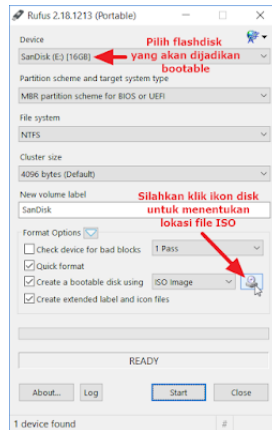 Rufus 2.18.1213 (Portable)
Device
Pilih flashdisk
yang akan dijadikan
bootable
SanDisk (E:) [16GB]
Partition scheme and target system type
MBR partition scheme for BIOS or UEFI
File system
NTFS
Cluster size
4096 bytes (Default)
New volume label
SanDisk
Silahkan klik ikon disk
untuk menentukan
lokasi file ISO
Format Options
Check device for bad blocks 1 Pass
Quick format
Create a bootable disk using ISO Image
Create extended label and icon files
READY
About... Log Start Close
1 device found #